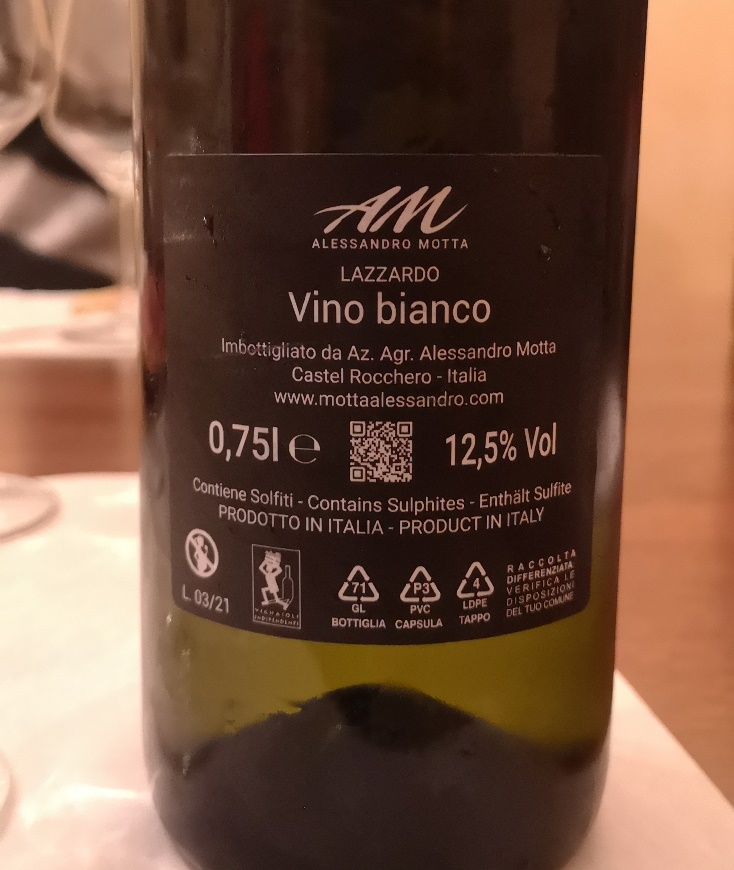 AM
ALESSANDRO MOTTA
LAZZARDO
Vino bianco
Imbottigliato da Az. Agr. Alessandro Motta
Castel Rocchero - Italia
www.mottaalessandro.com
0,75l ℮ 12,5% Vol
Contiene Solfiti - Contains Sulphites - Enthält Sulfite
PRODOTTO IN ITALIA - PRODUCT IN ITALY
L. 03/21
VIGNAIOLI
INDIPENDENTI
71
GL
BOTTIGLIA
P3
PVC
CAPSULA
4
LDPE
TAPPO
RACCOLTA
DIFFERENZIATA.
VERIFICA LE
DISPOSIZIONI
DEL TUO COMUNE